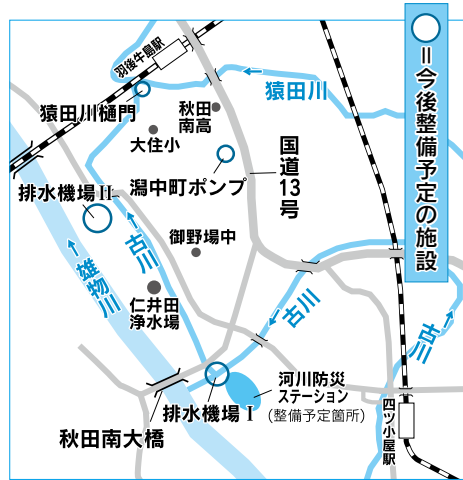 ＝今後整備予定の施設
羽後牛島駅
猿田川樋門
秋田
南高
大住小
←
猿田川
国道13号
潟中町ポンプ
排水機場Ⅱ
御野場中
←
古川
←
雄物川
仁井田
浄水場
←
古川
←
古川
河川防災
ステーション
(整備予定箇所)
排水機場Ⅰ
秋田南大橋
四ツ小屋駅